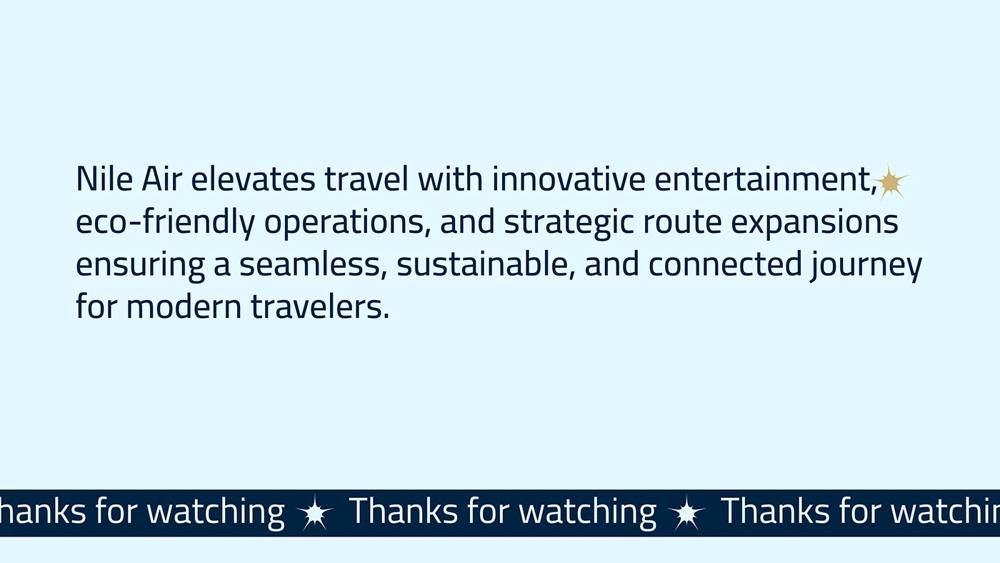 Nile Air elevates travel with innovative entertainment,
eco-friendly operations, and strategic route expansions
ensuring a seamless, sustainable, and connected journey
for modern travelers.
hanks for watching Thanks for watching Thanks for watchin